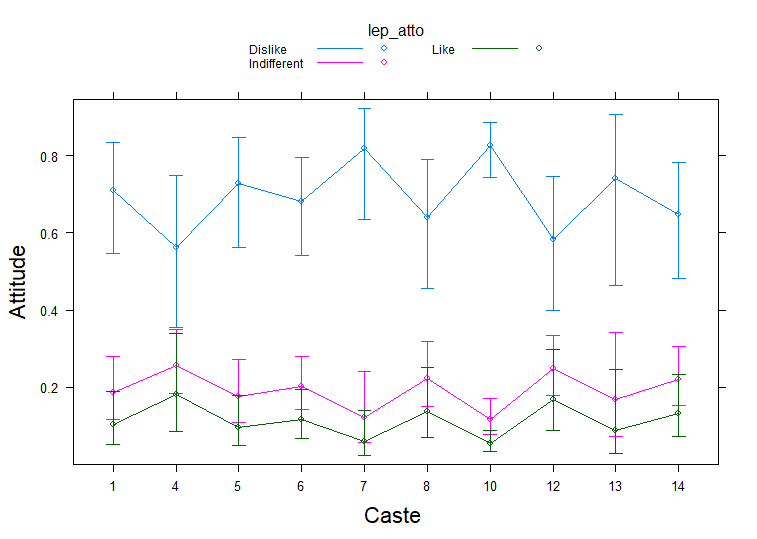 lep_atto
Dislike Like
Indifferent
0.8
0.6
0.4
0.2
Attitude
1 4 5 6 7 8 10 12 13 14
Caste